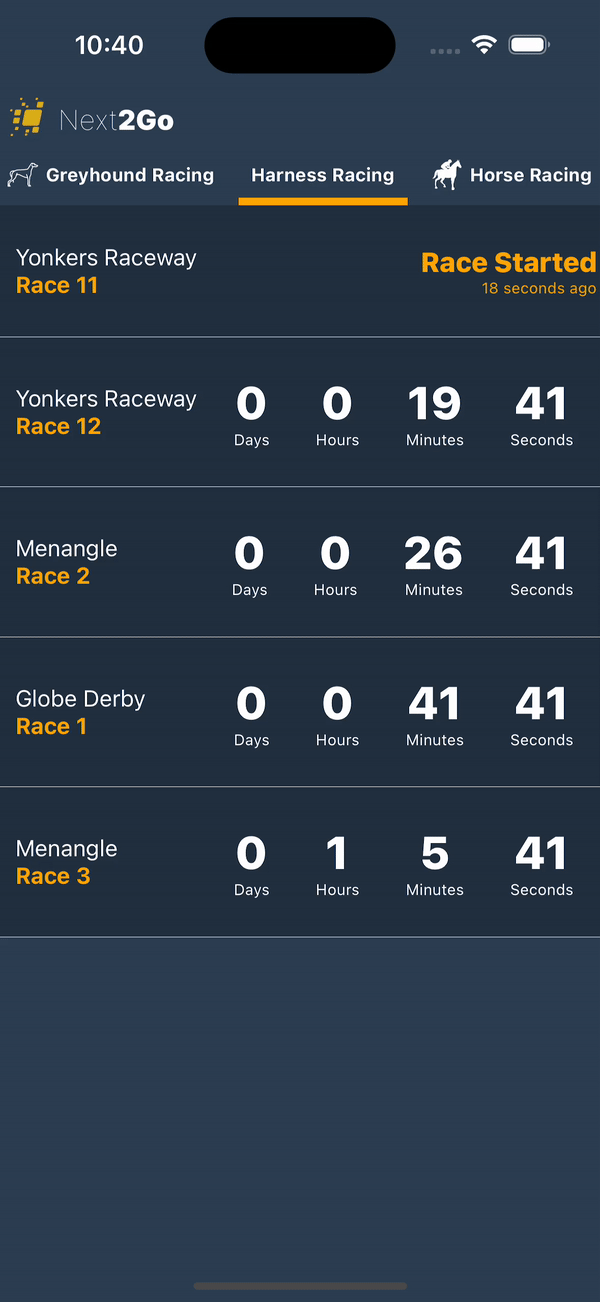 10:40
Next2Go
Greyhound Racing Harness Racing Horse Racing
Yonkers Raceway
Race 11
Race Started
18 seconds ago
Yonkers Raceway
Race 12
0 0 19 41
Days Hours Minutes Seconds
Menangle
Race 2
0 0 26 41
Days Hours Minutes Seconds
Globe Derby
Race 1
0 0 41 41
Days Hours Minutes Seconds
Menangle
Race 3
0 1 5 41
Days Hours Minutes Seconds